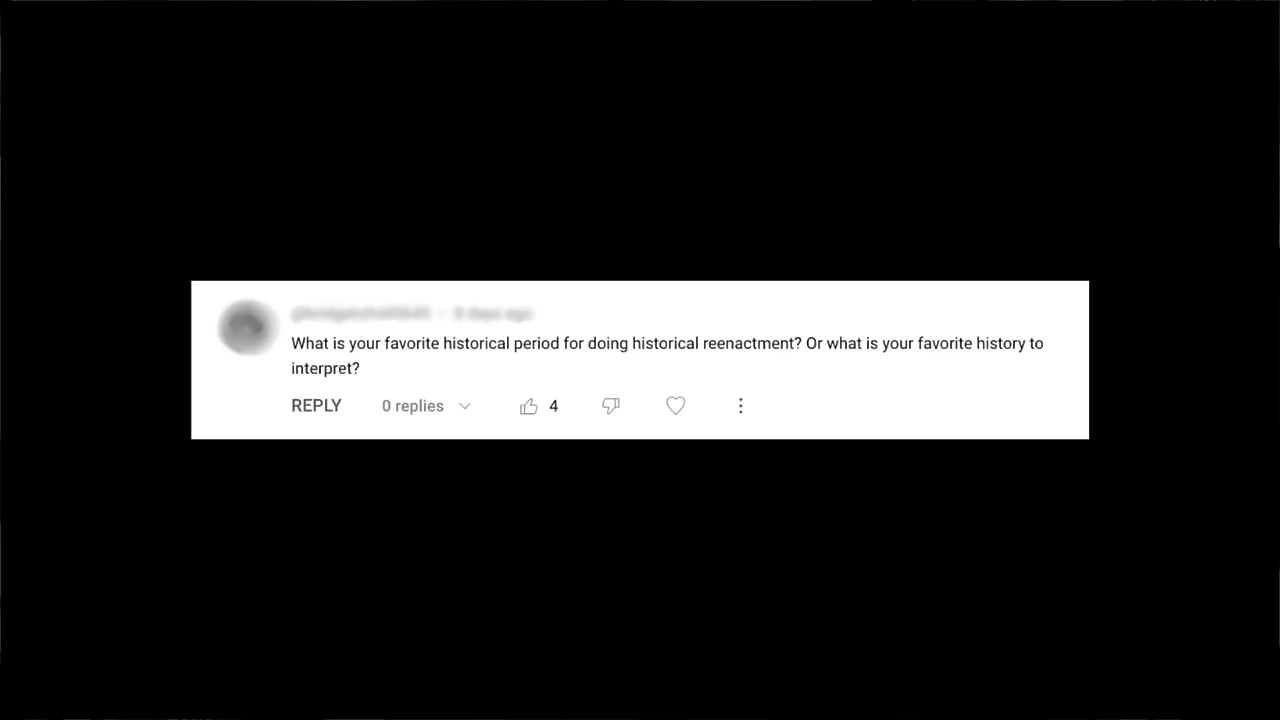 What is your favorite historical period for doing historical reenactment? Or what is your favorite history to
interpret?
REPLY 0 replies 4